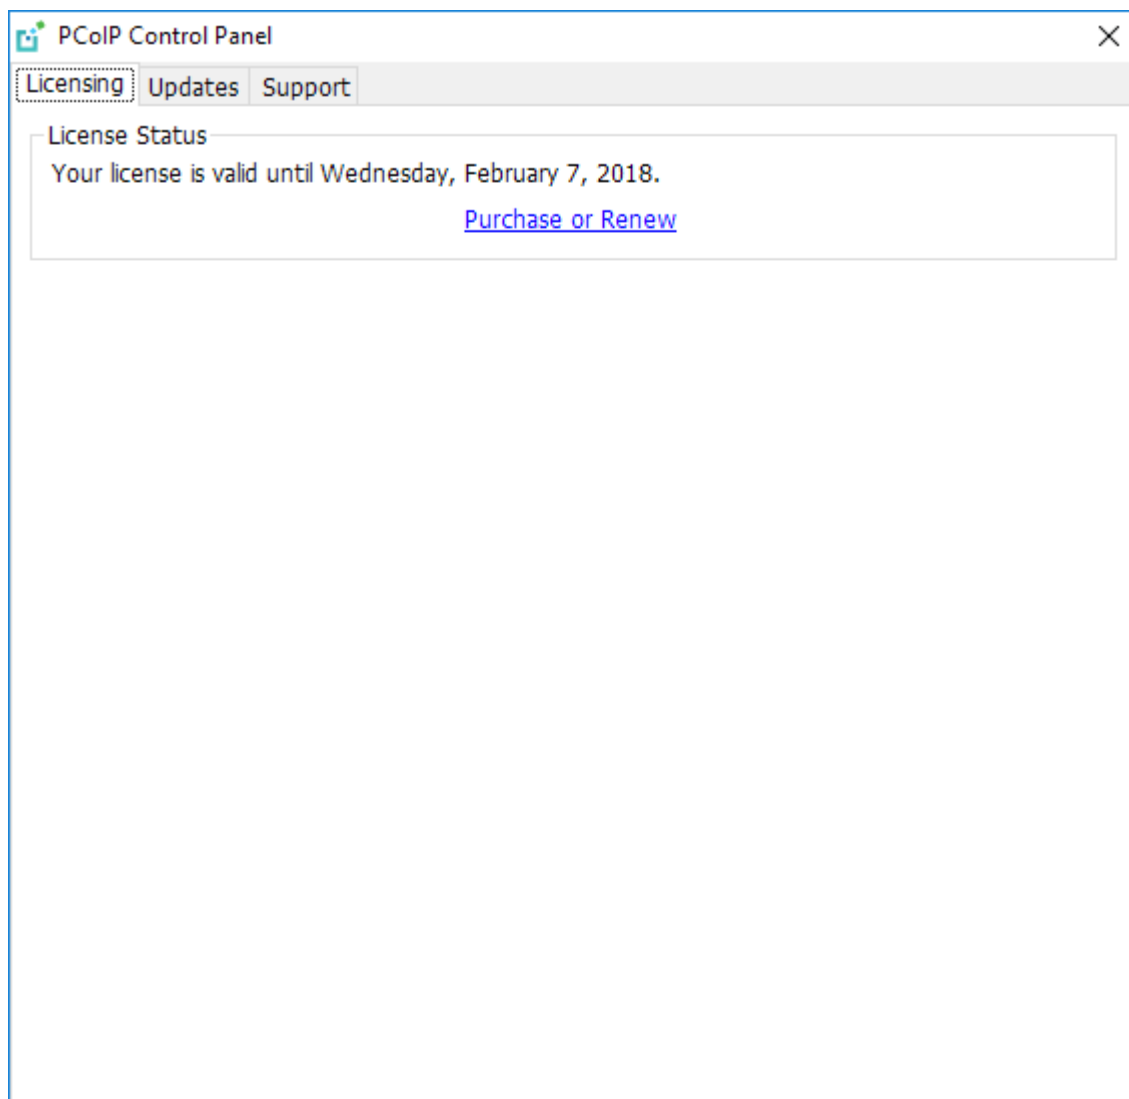 PCoIP Control Panel
Licensing Updates Support
License Status
Your license is valid until Wednesday, February 7, 2018.
Purchase or Renew